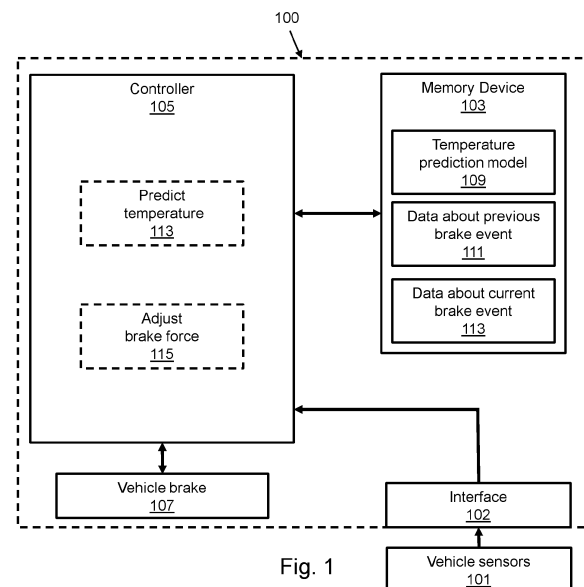 100
Controller
105
Predict
temperature
113
Adjust
brake force
115
Memory Device
103
Temperature
prediction model
109
Data about previous
brake event
111
Data about current
brake event
113
Vehicle brake
107
Interface
102
Vehicle sensors
101
Fig. 1